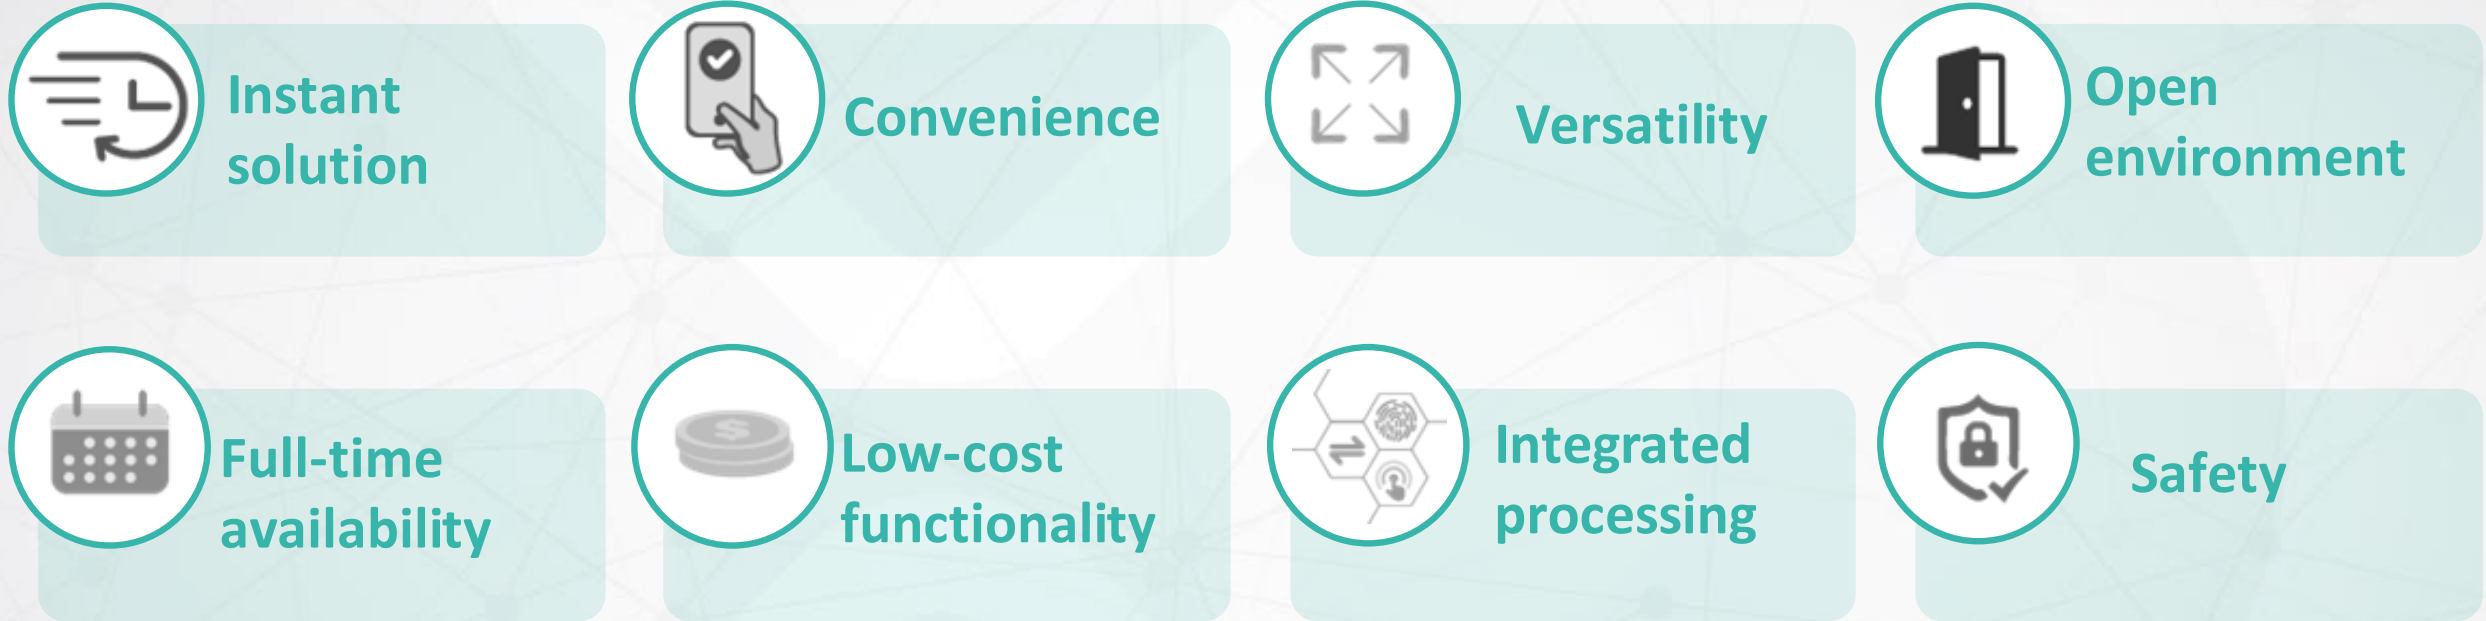 Instant
solution
Convenience
Versatility
Open
environment
Full-time
availability
Low-cost
functionality
Integrated
processing
Safety